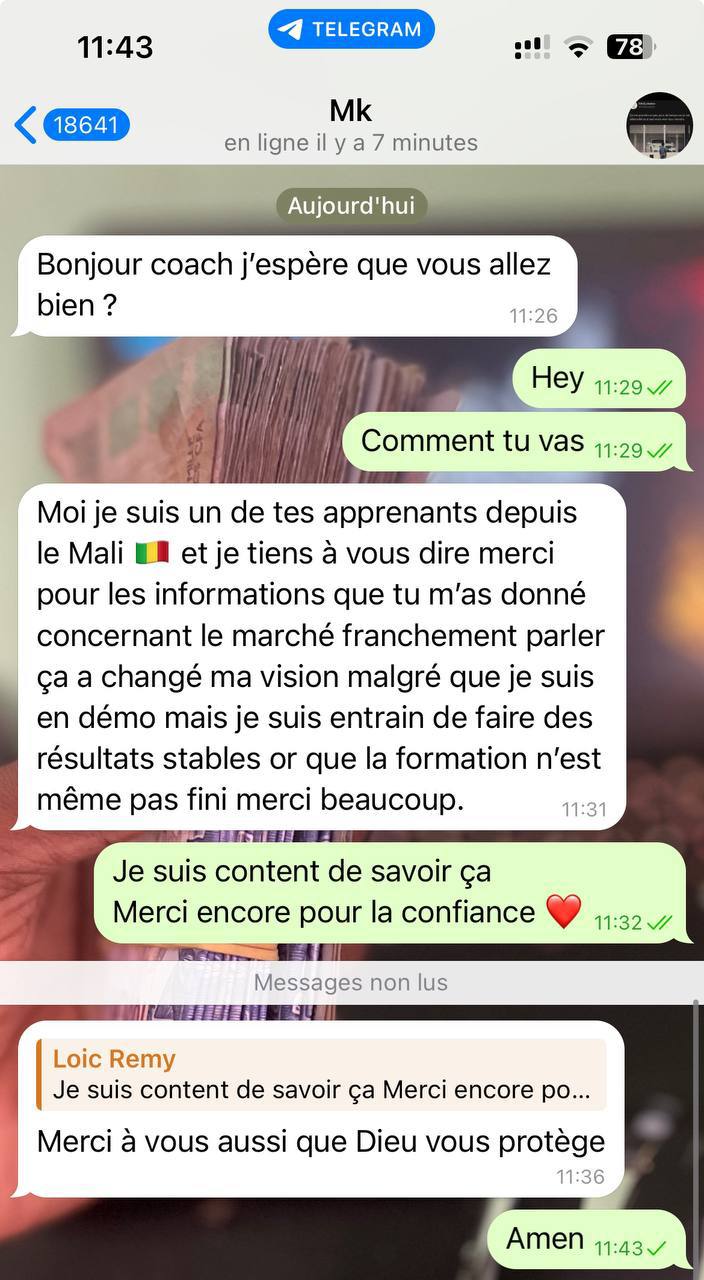 11:43
TELEGRAM
78
18641
Mk
en ligne il y a 7 minutes
Aujourd'hui
Bonjour coach j'espère que vous allez
bien ?
11:26
Hey 11:29
Comment tu vas 11:29
Moi je suis un de tes apprenants depuis
le Mali 🇲🇱 et je tiens à vous dire merci
pour les informations que tu m'as donné
concernant le marché franchement parler
ça a changé ma vision malgré que je suis
en démo mais je suis entrain de faire des
résultats stables or que la formation n'est
même pas fini merci beaucoup.
11:31
Je suis content de savoir ça
Merci encore pour la confiance ❤️ 11:32
Messages non lus
Loic Remy
Je suis content de savoir ça Merci encore po...
Merci à vous aussi que Dieu vous protège
11:36
Amen 11:43